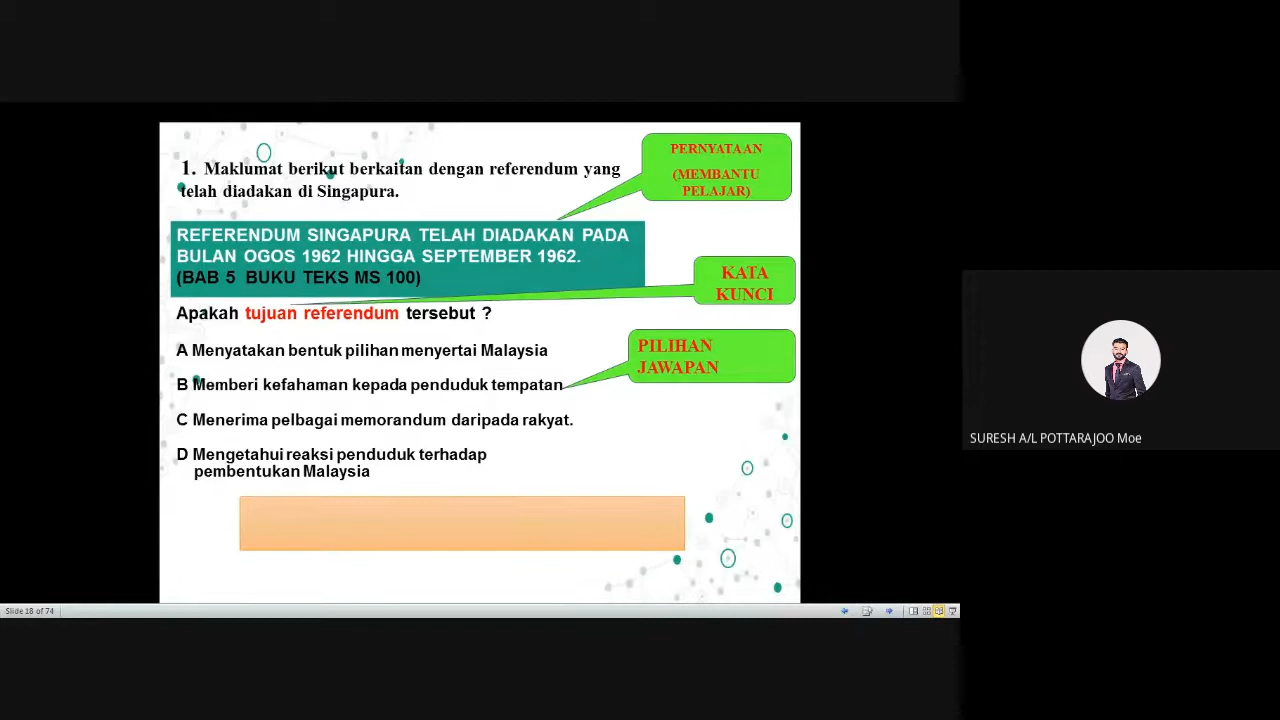 PERNYATAAN
(MEMBANTU
PELAJAR)
1. Maklumat berikut berkaitan dengan referendum yang
telah diadakan di Singapura.
REFERENDUM SINGAPURA TELAH DIADAKAN PADA
BULAN OGOS 1962 HINGGA SEPTEMBER 1962.
(BAB 5 BUKU TEKS MS 100)
KATA
KUNCI
Apakah tujuan referendum tersebut ?
A Menyatakan bentuk pilihan menyertai Malaysia
PILIHAN
JAWAPAN
B Memberi kefahaman kepada penduduk tempatan
C Menerima pelbagai memorandum daripada rakyat.
D Mengetahui reaksi penduduk terhadap
pembentukan Malaysia
SURESH A/L POTTARAJOO Moe
Slide 18 of 74